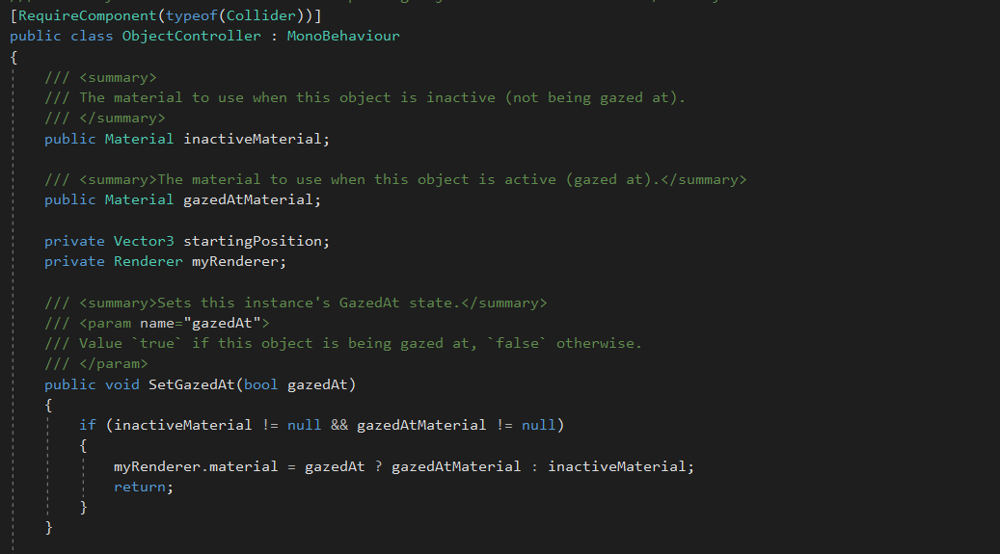 [RequireComponent(typeof(Collider))]
public class ObjectController : MonoBehaviour
{
/// <summary>
/// The material to use when this object is inactive (not being gazed at).
/// </summary>
public Material inactiveMaterial;
/// <summary>The material to use when this object is active (gazed at).</summary>
public Material gazedAtMaterial;
private Vector3 startingPosition;
private Renderer myRenderer;
/// <summary>Sets this instance's GazedAt state.</summary>
/// <param name="gazedAt">
/// Value `true` if this object is being gazed at, `false` otherwise.
/// </param>
public void SetGazedAt(bool gazedAt)
{
if (inactiveMaterial != null && gazedAtMaterial != null)
{
myRenderer.material = gazedAt ? gazedAtMaterial : inactiveMaterial;
return;
}
}